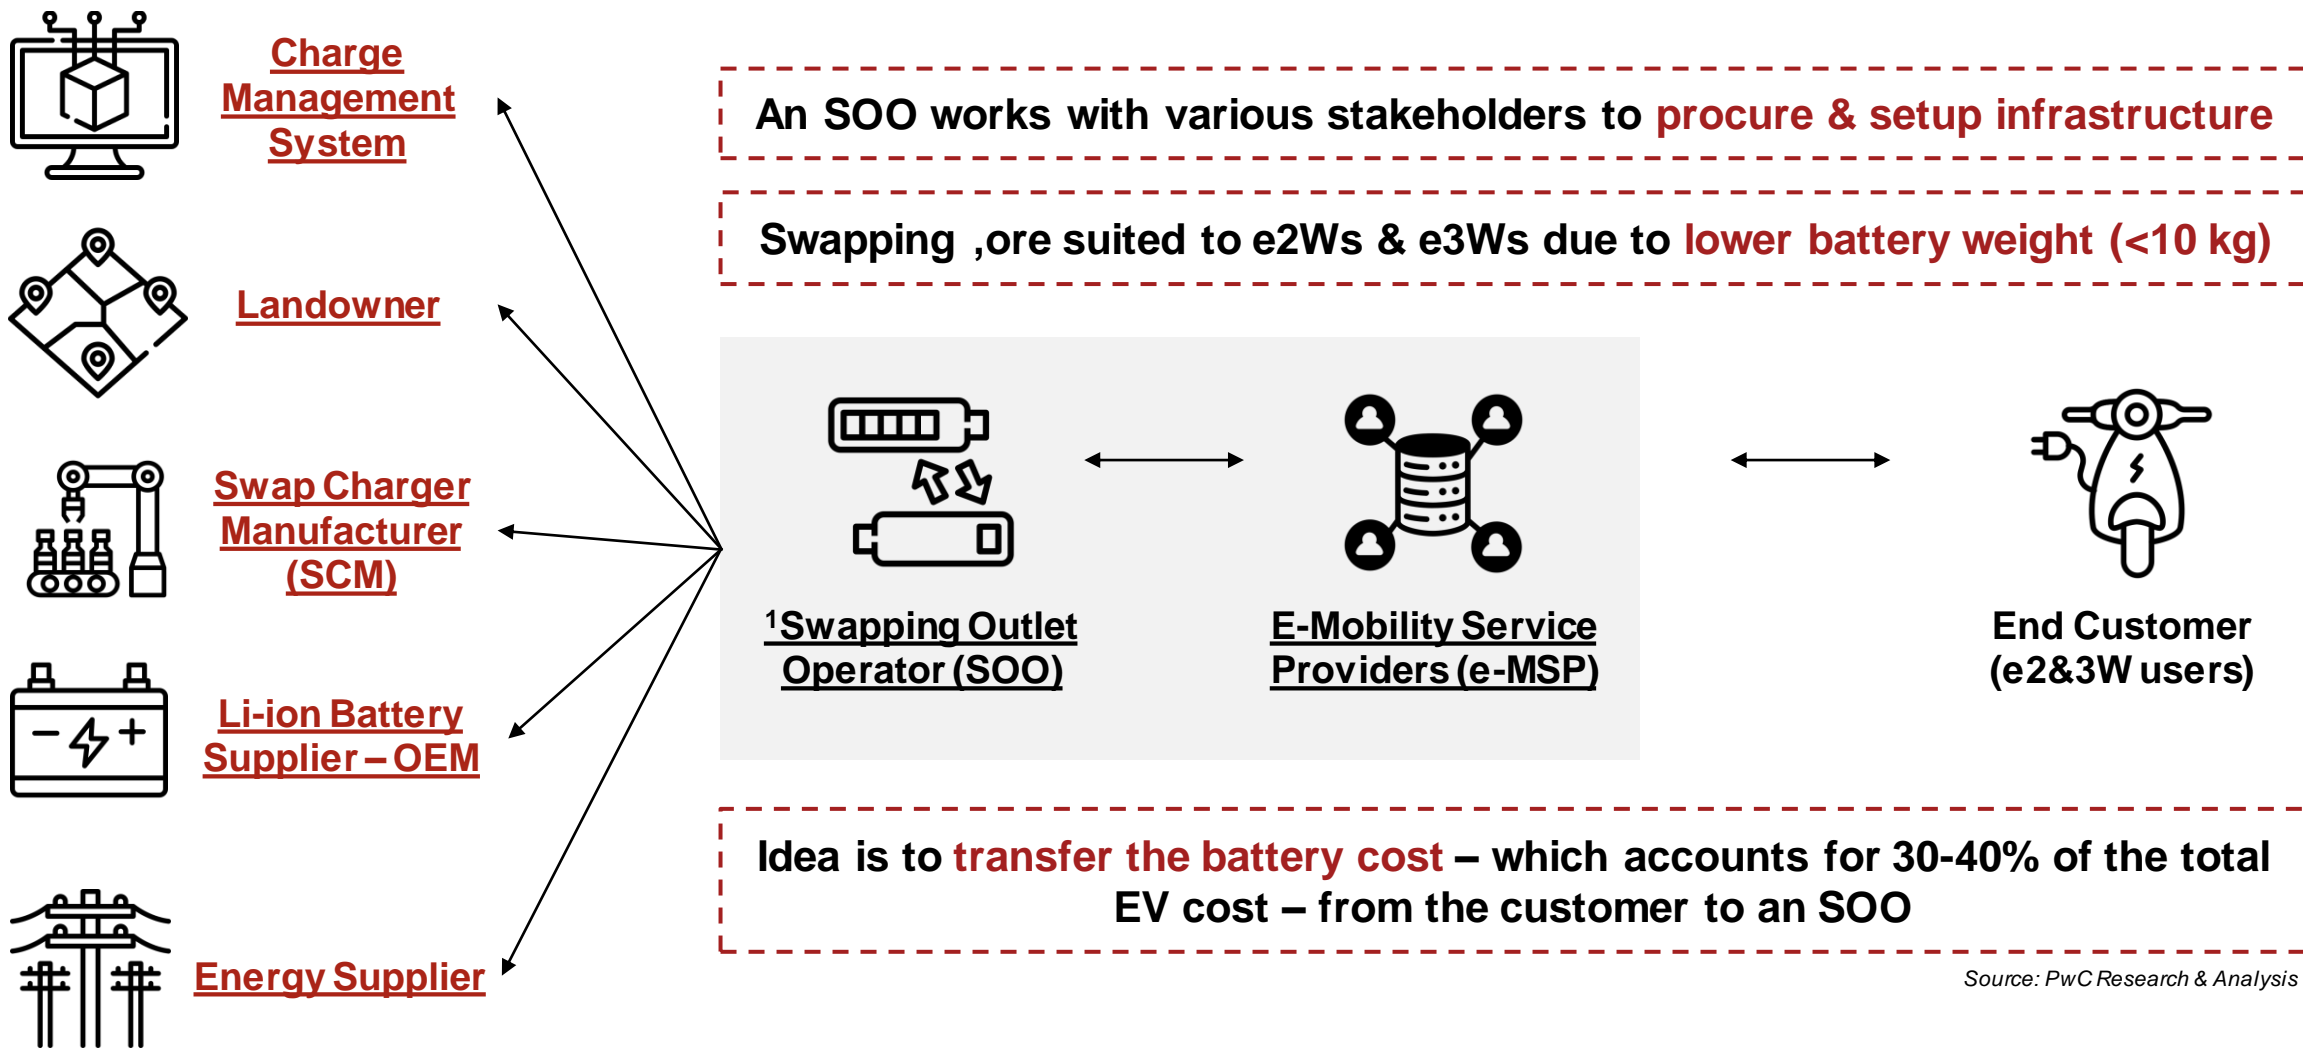 Charge
Management
System
Landowner
Swap Charger
Manufacturer
(SCM)
Li-ion Battery
Supplier – OEM
Energy Supplier
An SOO works with various stakeholders to procure & setup infrastructure
Swapping ,ore suited to e2Ws & e3Ws due to lower battery weight (<10 kg)
¹Swapping Outlet
Operator (SOO)
E-Mobility Service
Providers (e-MSP)
End Customer
(e2&3W users)
Idea is to transfer the battery cost – which accounts for 30-40% of the total
EV cost – from the customer to an SOO
Source: PwC Research & Analysis